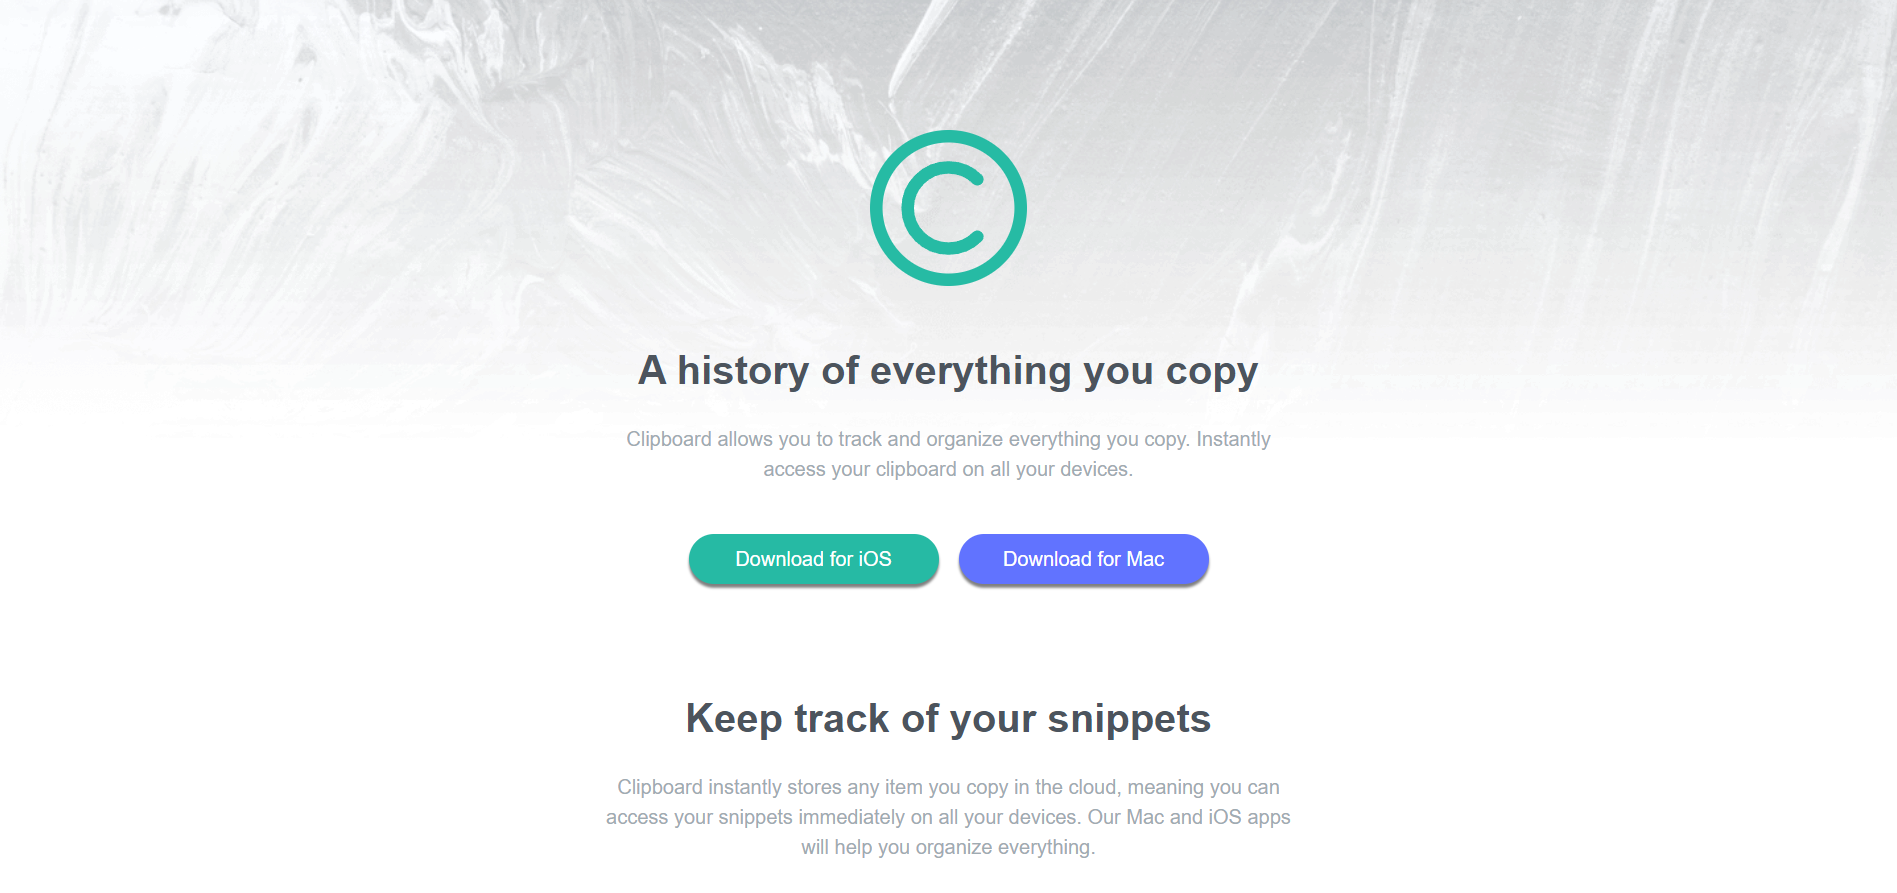 ©
A history of everything you copy
Clipboard allows you to track and organize everything you copy. Instantly
access your clipboard on all your devices.
Download for iOS
Download for Mac
Keep track of your snippets
Clipboard instantly stores any item you copy in the cloud, meaning you can
access your snippets immediately on all your devices. Our Mac and iOS apps
will help you organize everything.